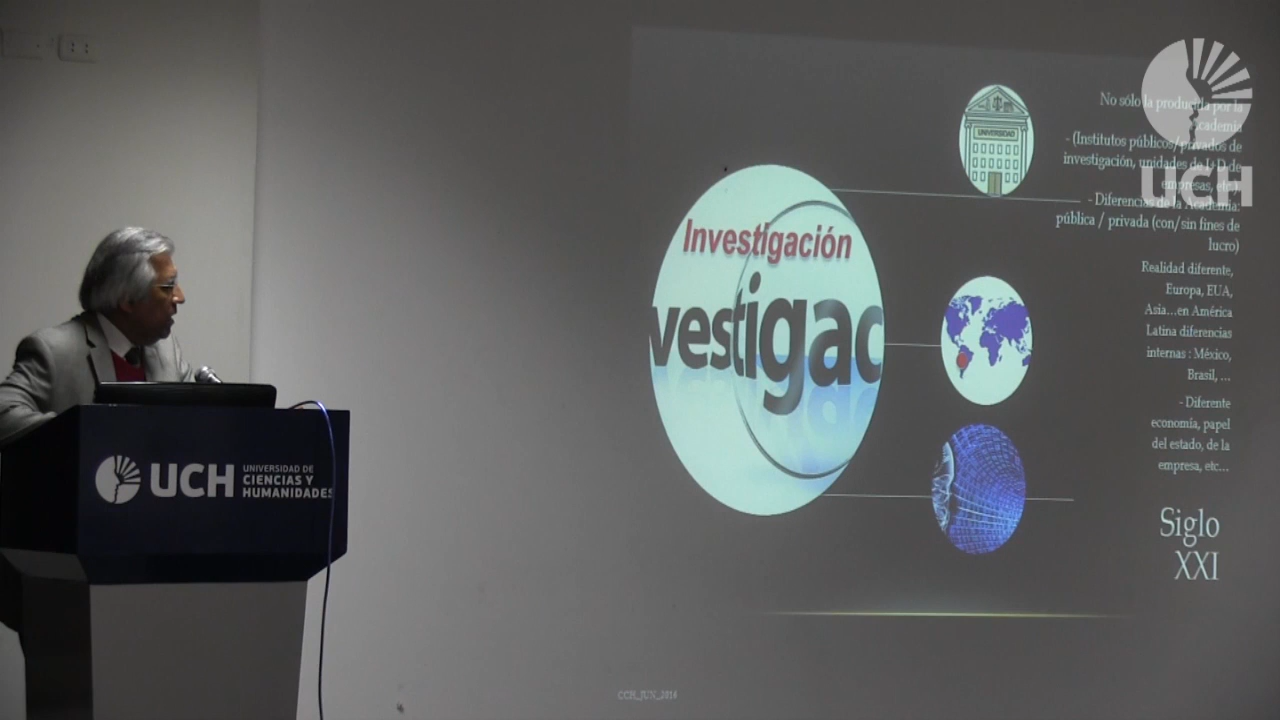 UCH
UNIVERSIDAD DE
CIENCIAS Y
HUMANIDADES
Investigación
vestigac
UNIVERSIDAD
No sólo la producida por la
Academia
- (Institutos públicos/privados de
investigación, unidades de I+D de
empresas, etc).
- Diferencias de la Academia:
pública / privada (con/sin fines de
lucro)
Realidad diferente,
Europa, EUA,
Asia...en América
Latina diferencias
internas : México,
Brasil, ...
- Diferente
economía, papel
del estado, de la
empresa, etc...
Siglo
XXI
CCH_JUN_2014
UCH